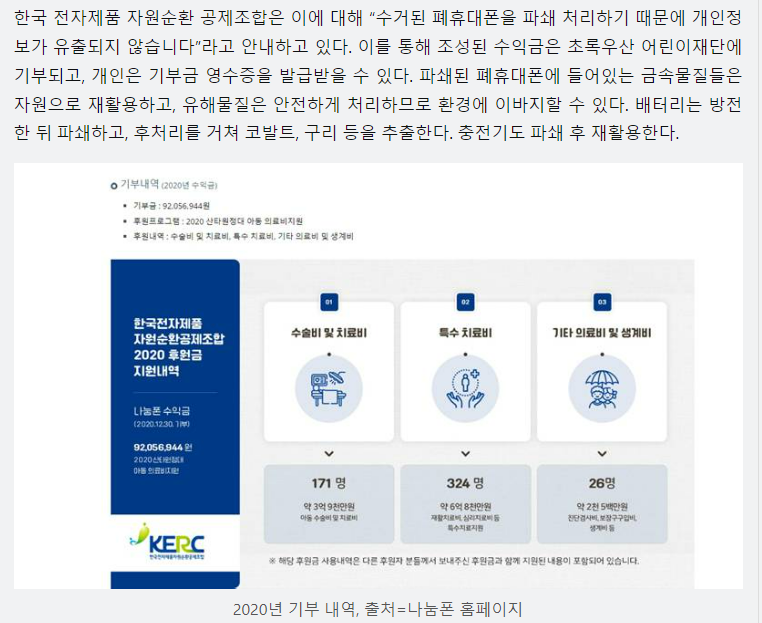 한국 전자제품 자원순환 공제조합은 이에 대해 “수거된 폐휴대폰을 파쇄 처리하기 때문에 개인정
보가 유출되지 않습니다”라고 안내하고 있다. 이를 통해 조성된 수익금은 초록우산 어린이재단에
기부되고, 개인은 기부금 영수증을 발급받을 수 있다. 파쇄된 폐휴대폰에 들어있는 금속물질들은
자원으로 재활용하고, 유해물질은 안전하게 처리하므로 환경에 이바지할 수 있다. 배터리는 방전
한 뒤 파쇄하고, 후처리를 거쳐 코발트, 구리 등을 추출한다. 충전기도 파쇄 후 재활용한다.
기부내역 (2020년 수익금)
• 기부금 : 92,056,944원
• 후원프로그램 : 2020 산타원정대 아동 의료비지원
• 후원내역 : 수술비 및 치료비, 특수 치료비, 기타 의료비 및 생계비
한국전자제품
자원순환공제조합
2020 후원금
지원내역
나눔폰 수익금
(2020.12.30. 기부)
92,056,944 원
2020산타원정대
아동 의료비지원
KERC
한국전자제품자원순환공제조합
01
수술비 및 치료비
171 명
약 3억 9천만원
아동 수술비 및 치료비
02
특수 치료비
324 명
약 6억 8천만원
재활치료비, 심리치료비 등
특수치료지원
03
기타 의료비 및 생계비
26명
약 2천 5백만원
진단검사비, 보장구구입비,
생계비 등
※ 해당 후원금 사용내역은 다른 후원자 분들께서 보내주신 후원금과 함께 지원된 내용이 포함되어 있습니다.
2020년 기부 내역, 출처=나눔폰 홈페이지